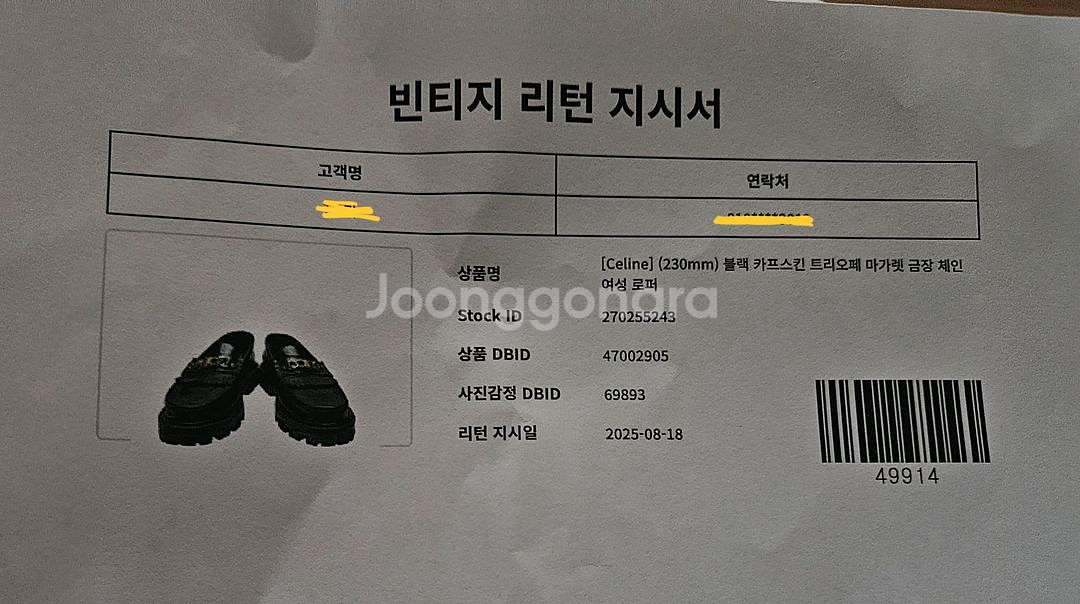 빈티지 리턴 지시서
고객명 연락처
상품명 [Celine] (230mm) 블랙 카프스킨 트리오페 마가렛 금장 체인
여성 로퍼
Joonggonara
Stock ID 270255243
상품 DBID 47002905
사진감정 DBID 69893
리턴 지시일 2025-08-18
49914